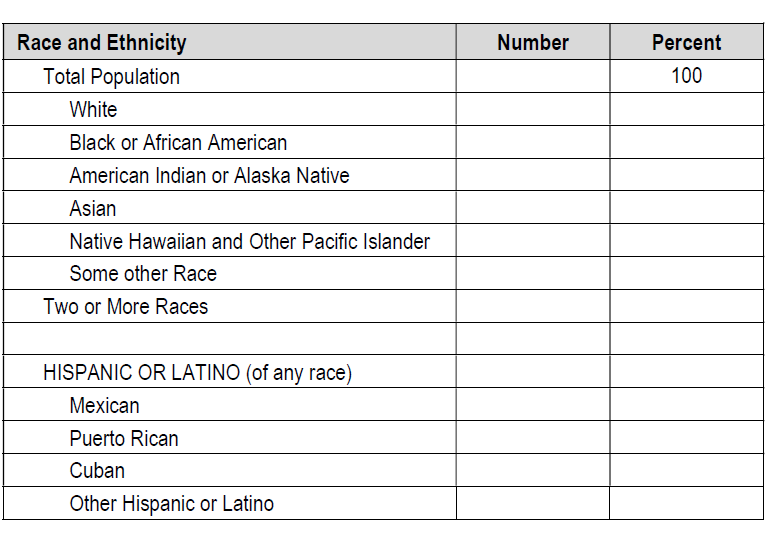 Race and Ethnicity Number Percent
Total Population 100
White
Black or African American
American Indian or Alaska Native
Asian
Native Hawaiian and Other Pacific Islander
Some other Race
Two or More Races
HISPANIC OR LATINO (of any race)
Mexican
Puerto Rican
Cuban
Other Hispanic or Latino